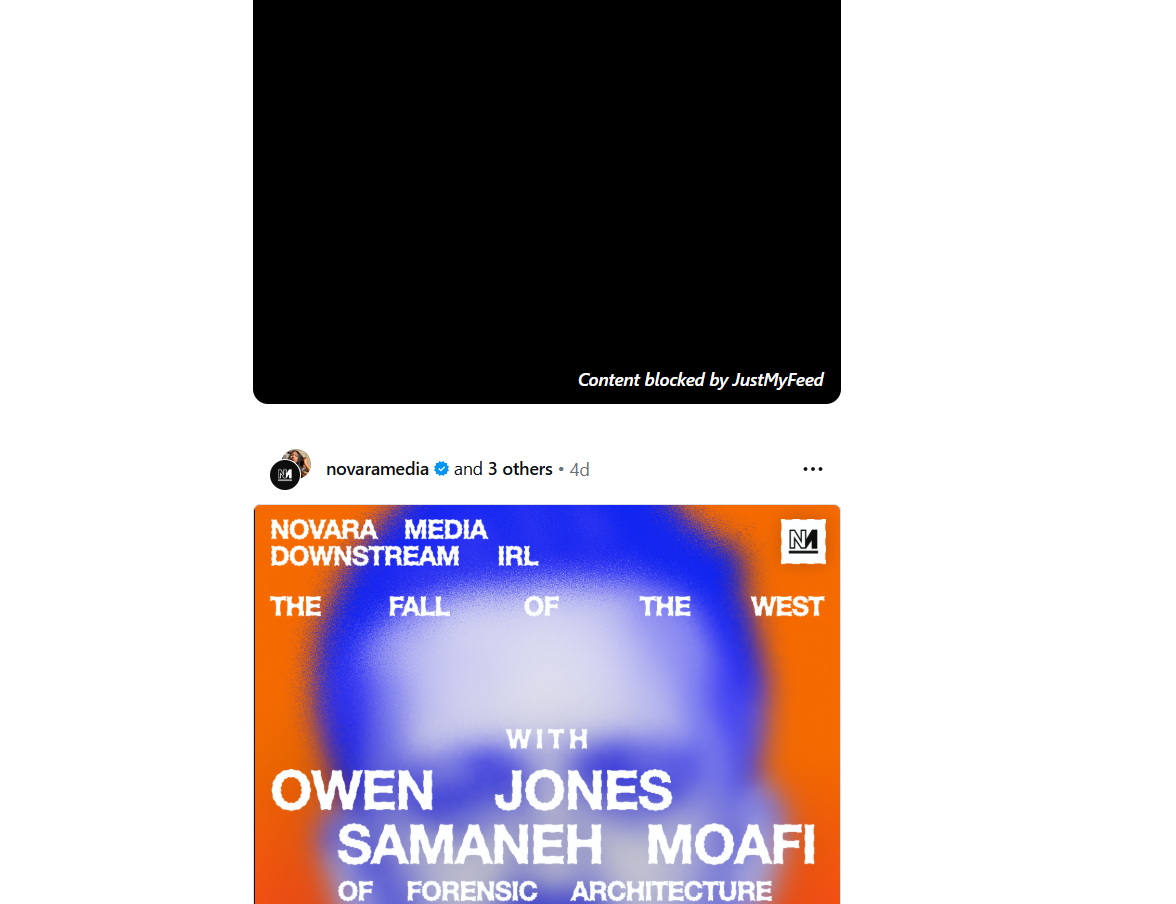 Content blocked by JustMyFeed
novaramedia and 3 others • 4d
NOVARA MEDIA
DOWNSTREAM IRL
THE FALL OF THE WEST
WITH
OWEN JONES
SAMANEH MOAFI
OF FORENSIC ARCHITECTURE